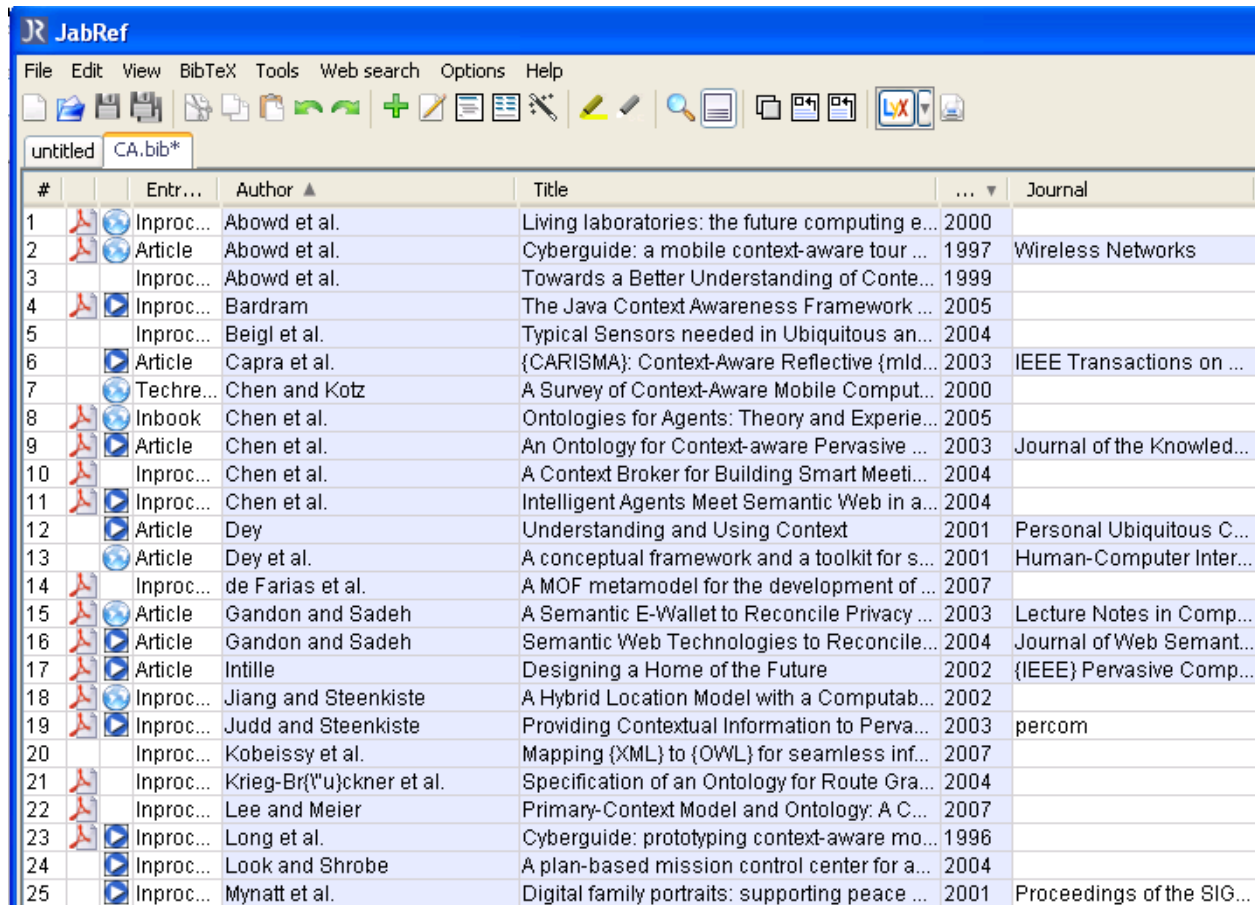 JabRef
File Edit View BibTeX Tools Web search Options Help
LyX
untitled CA.bib*
# Entr... Author ▲ Title ... ▼ Journal
1 Inproc... Abowd et al. Living laboratories: the future computing e... 2000
2 Article Abowd et al. Cyberguide: a mobile context-aware tour ... 1997 Wireless Networks
3 Inproc... Abowd et al. Towards a Better Understanding of Conte... 1999
4 Inproc... Bardram The Java Context Awareness Framework ... 2005
5 Inproc... Beigl et al. Typical Sensors needed in Ubiquitous an... 2004
6 Article Capra et al. {CARISMA}: Context-Aware Reflective {mId... 2003 IEEE Transactions on ...
7 Techre... Chen and Kotz A Survey of Context-Aware Mobile Comput... 2000
8 Inbook Chen et al. Ontologies for Agents: Theory and Experie... 2005
9 Article Chen et al. An Ontology for Context-aware Pervasive ... 2003 Journal of the Knowled...
10 Inproc... Chen et al. A Context Broker for Building Smart Meeti... 2004
11 Inproc... Chen et al. Intelligent Agents Meet Semantic Web in a... 2004
12 Article Dey Understanding and Using Context 2001 Personal Ubiquitous C...
13 Article Dey et al. A conceptual framework and a toolkit for s... 2001 Human-Computer Inter...
14 Inproc... de Farias et al. A MOF metamodel for the development of ... 2007
15 Article Gandon and Sadeh A Semantic E-Wallet to Reconcile Privacy ... 2003 Lecture Notes in Comp...
16 Article Gandon and Sadeh Semantic Web Technologies to Reconcile... 2004 Journal of Web Semant...
17 Article Intille Designing a Home of the Future 2002 {IEEE} Pervasive Comp...
18 Inproc... Jiang and Steenkiste A Hybrid Location Model with a Computab... 2002
19 Inproc... Judd and Steenkiste Providing Contextual Information to Perva... 2003 percom
20 Inproc... Kobeissy et al. Mapping {XML} to {OWL} for seamless inf... 2007
21 Inproc... Krieg-Br{\"u}ckner et al. Specification of an Ontology for Route Gra... 2004
22 Inproc... Lee and Meier Primary-Context Model and Ontology: A C... 2007
23 Inproc... Long et al. Cyberguide: prototyping context-aware mo... 1996
24 Inproc... Look and Shrobe A plan-based mission control center for a... 2004
25 Inproc... Mynatt et al. Digital family portraits: supporting peace ... 2001 Proceedings of the SIG...